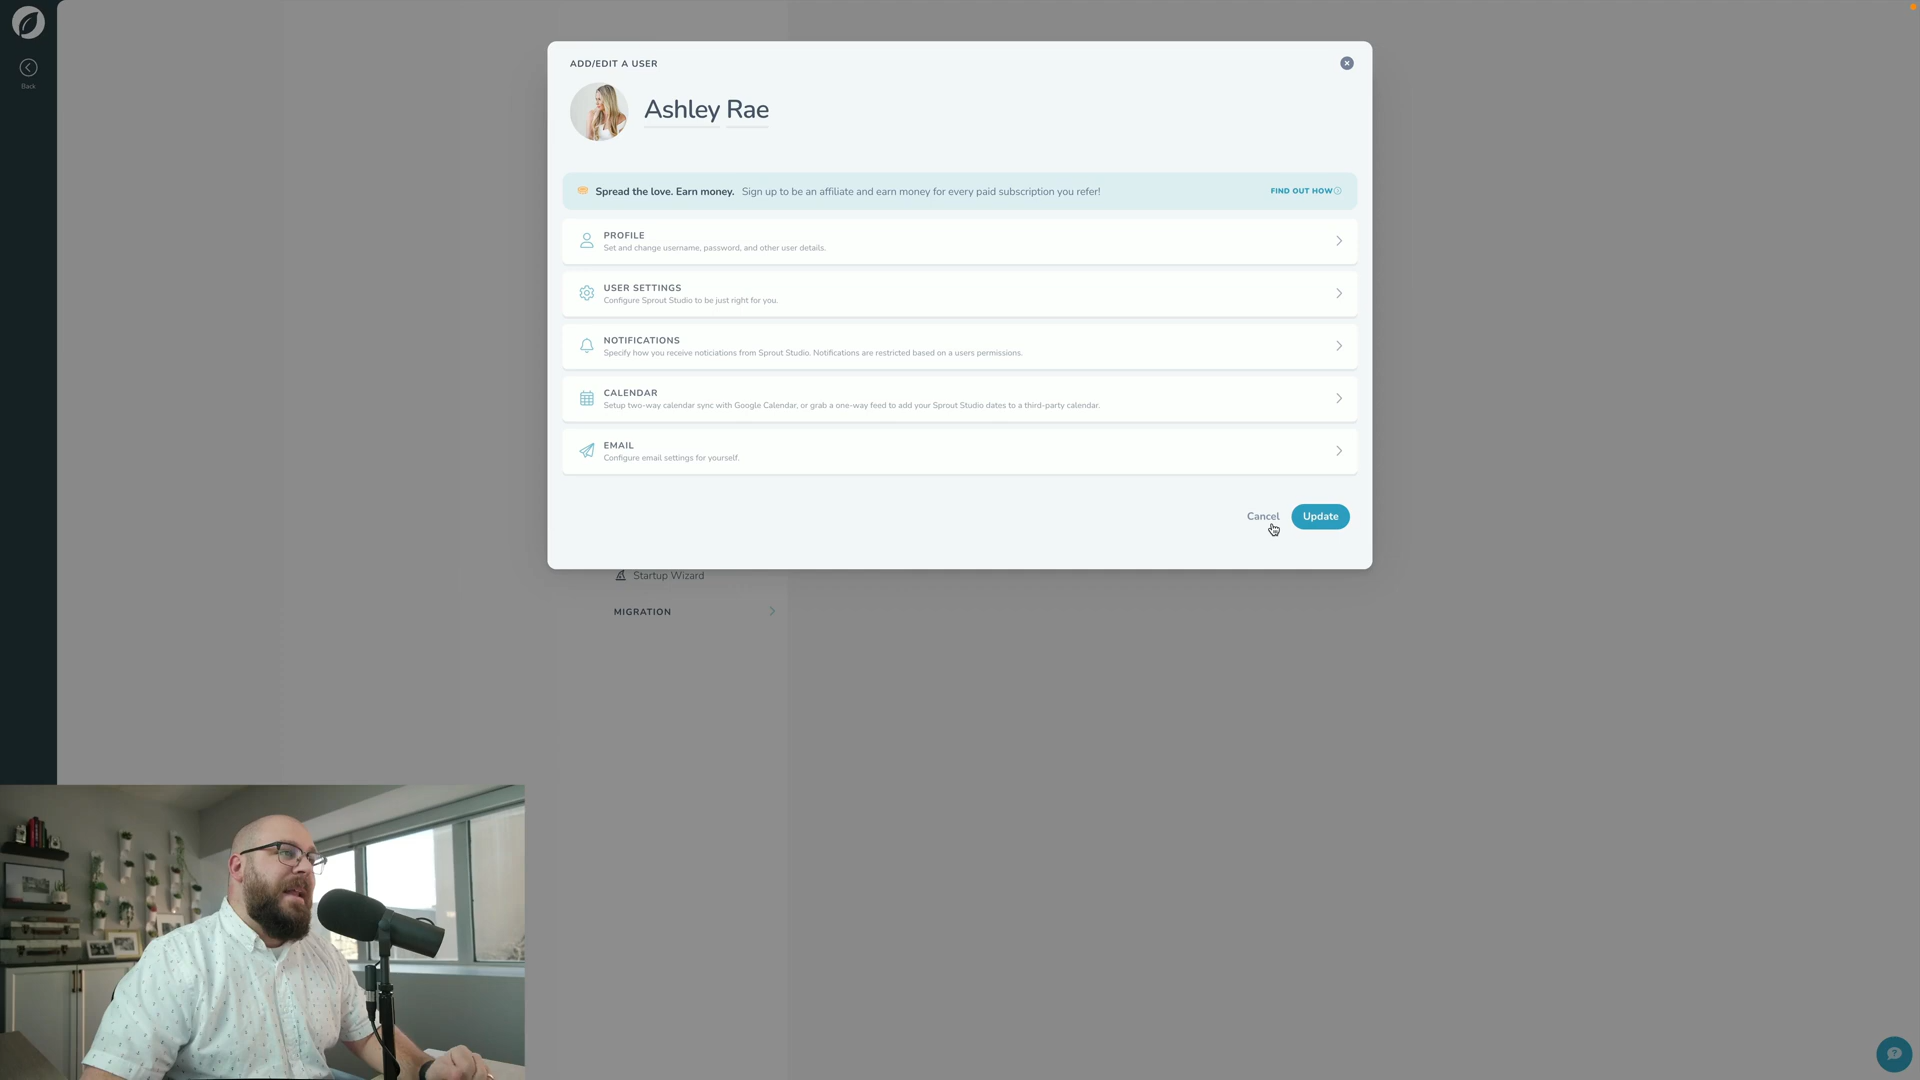 Back
ADD/EDIT A USER
Ashley Rae
Spread the love. Earn money. Sign up to be an affiliate and earn money for every paid subscription you refer!
FIND OUT HOW
PROFILE
Set and change username, password, and other user details.
USER SETTINGS
Configure Sprout Studio to be just right for you.
NOTIFICATIONS
Specify how you receive noticiations from Sprout Studio. Notifications are restricted based on a users permissions.
CALENDAR
Setup two-way calendar sync with Google Calendar, or grab a one-way feed to add your Sprout Studio dates to a third-party calendar.
EMAIL
Configure email settings for yourself.
Cancel
Update
Startup Wizard
MIGRATION